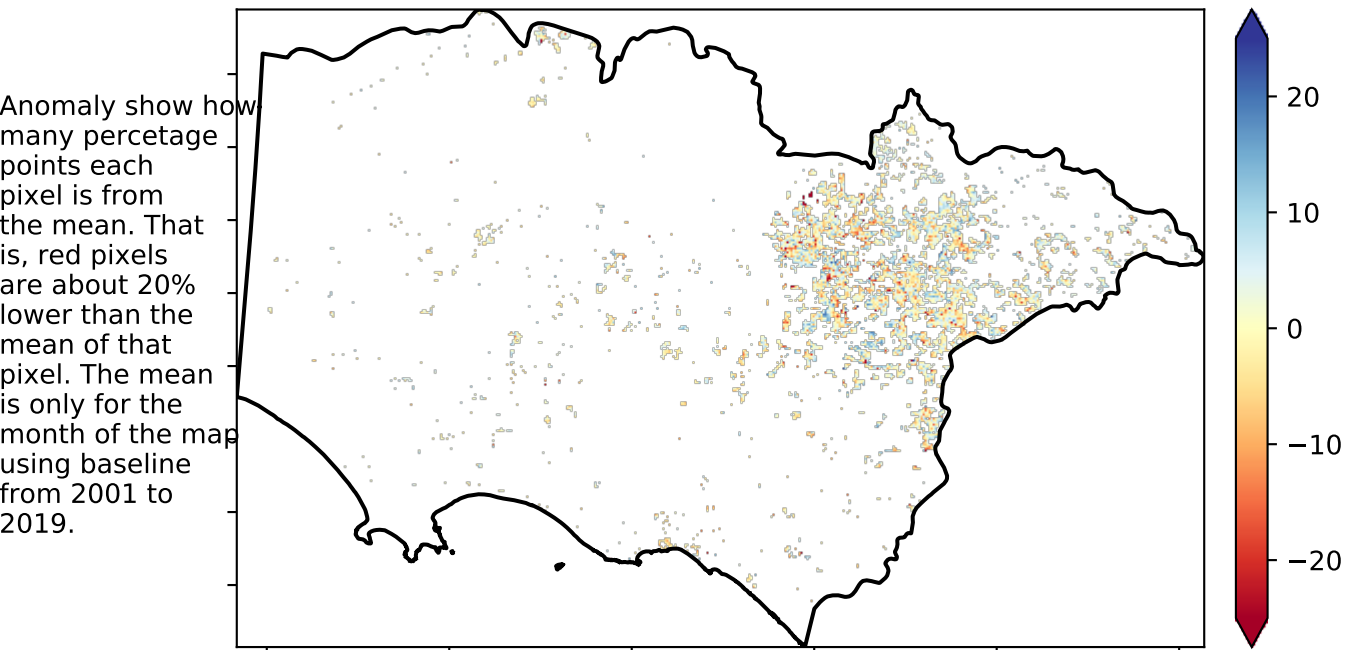 Anomaly show how
many percetage
points each
pixel is from
the mean. That
is, red pixels
are about 20%
lower than the
mean of that
pixel. The mean
is only for the
month of the map
using baseline
from 2001 to
2019.
20
10
0
−10
−20